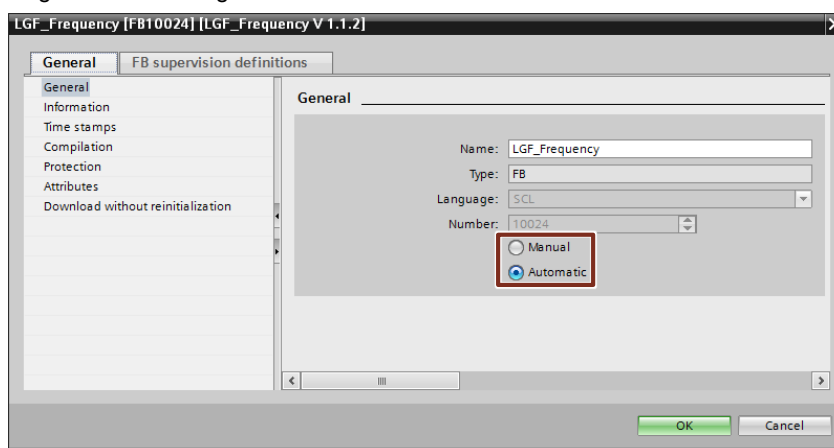 LGF_Frequency [FB10024] [LGF_Frequency V 1.1.2]
General FB supervision definitions
General
Information
Time stamps
Compilation
Protection
Attributes
Download without reinitialization
General
Name: LGF_Frequency
Type: FB
Language: SCL
Number: 10024
Manual
Automatic
OK Cancel